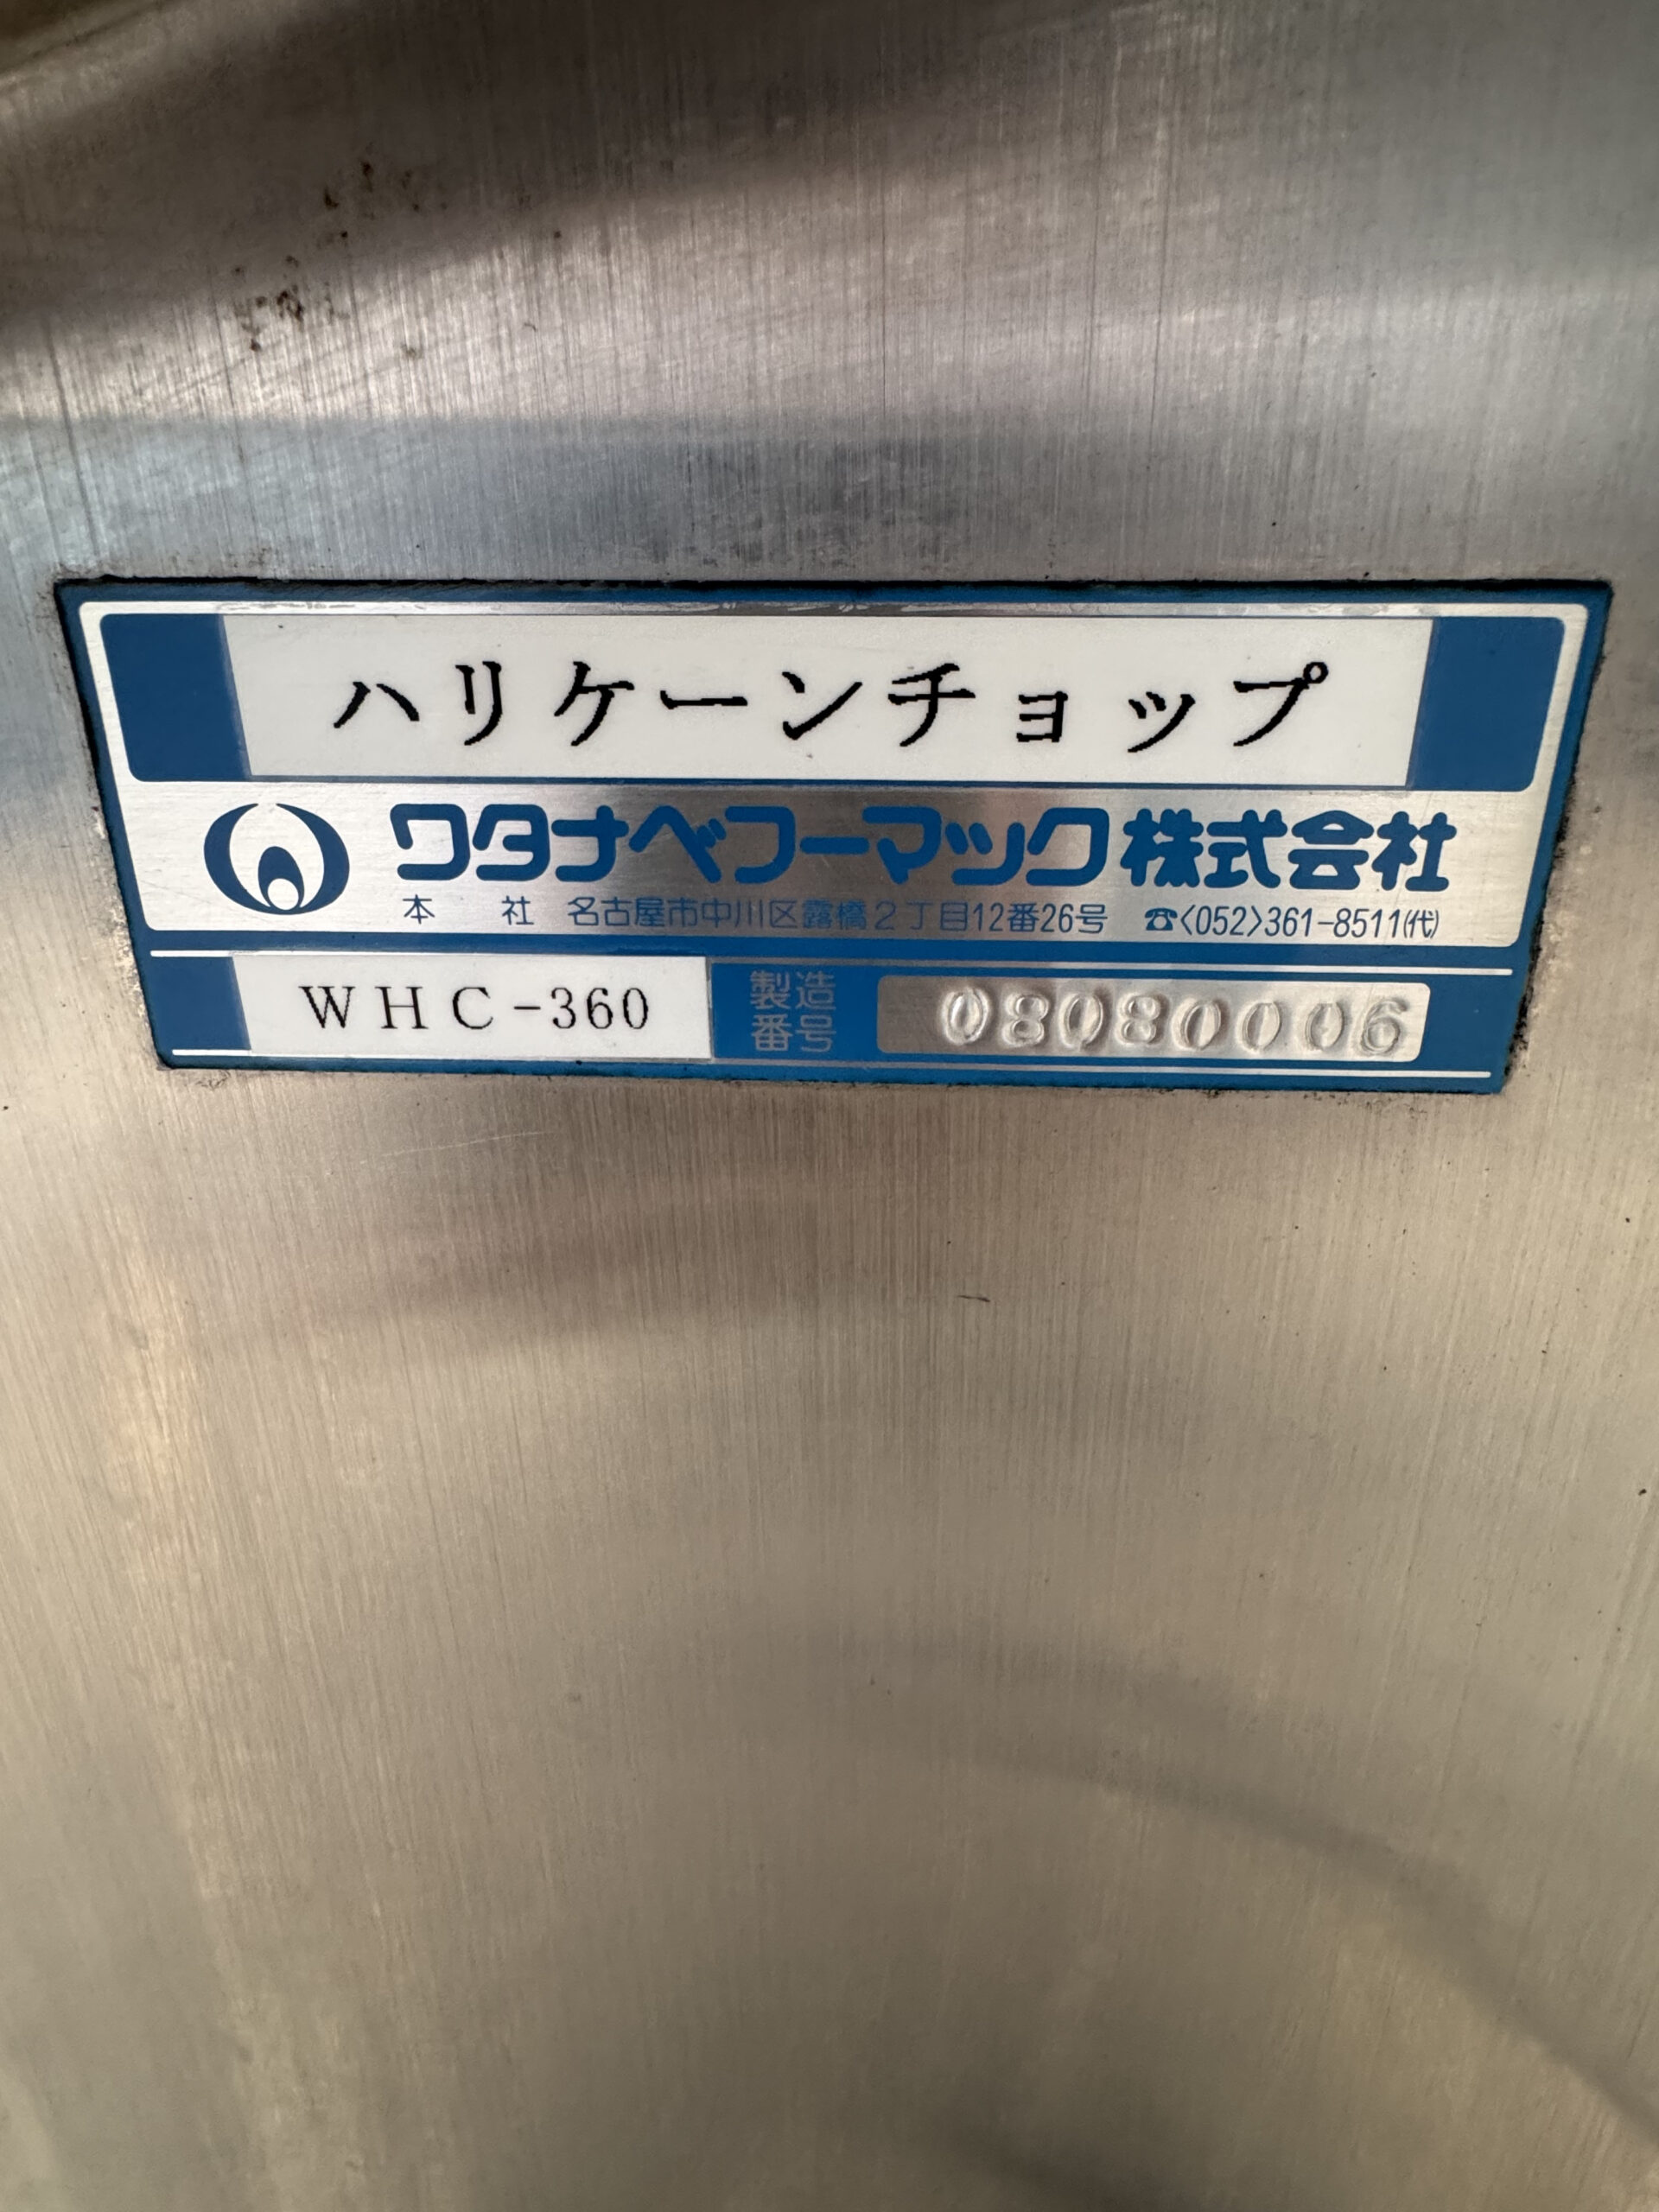 ハリケーンチョップ
ワタナベフーマック株式会社
本　社　名古屋市中川区露橋２丁目12番26号　☎〈052〉361-8511㈹
ＷＨＣ-360　製造番号　08080006